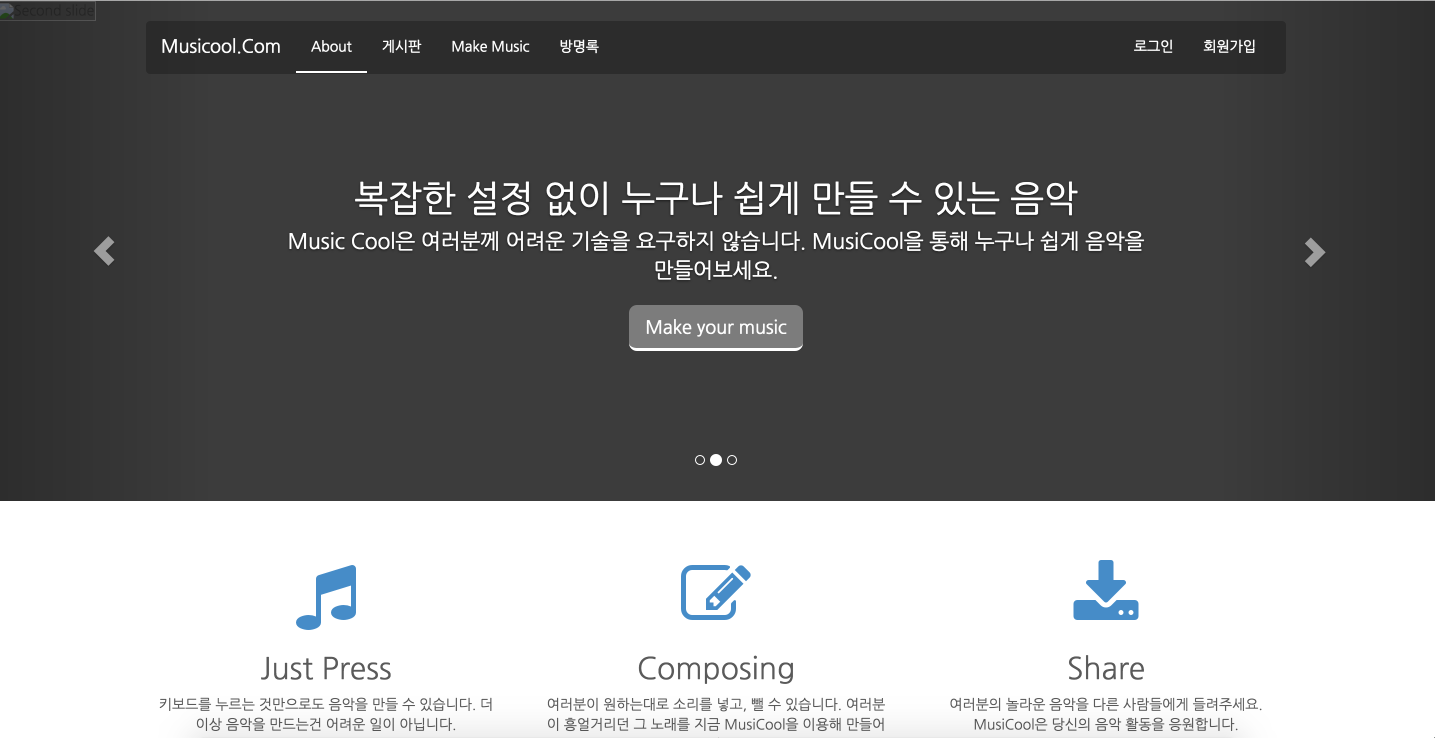 Second slide
Musicool.Com About 게시판 Make Music 방명록 로그인 회원가입
복잡한 설정 없이 누구나 쉽게 만들 수 있는 음악
Music Cool은 여러분께 어려운 기술을 요구하지 않습니다. MusiCool을 통해 누구나 쉽게 음악을
만들어보세요.
Make your music
Just Press
키보드를 누르는 것만으로도 음악을 만들 수 있습니다. 더
이상 음악을 만드는건 어려운 일이 아닙니다.
Composing
여러분이 원하는대로 소리를 넣고, 뺄 수 있습니다. 여러분
이 흥얼거리던 그 노래를 지금 MusiCool을 이용해 만들어
Share
여러분의 놀라운 음악을 다른 사람들에게 들려주세요.
MusiCool은 당신의 음악 활동을 응원합니다.